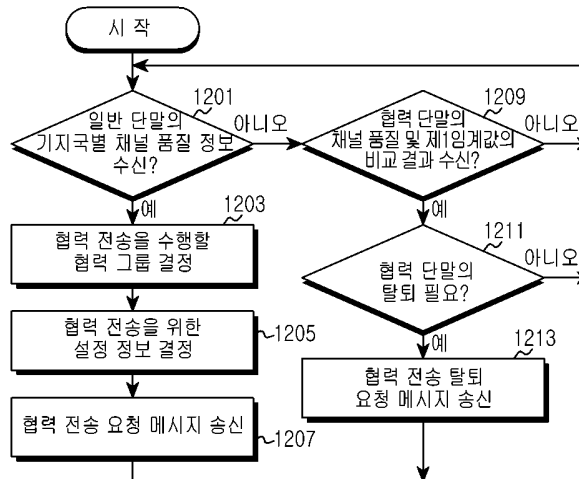 시 작
1201
일반 단말의
기지국별 채널 품질 정보
수신?
아니오
예
1203
협력 전송을 수행할
협력 그룹 결정
협력 전송을 위한
설정 정보 결정
1205
협력 전송 요청 메시지 송신
1207
1209
협력 단말의
채널 품질 및 제1임계값의
비교 결과 수신?
아니오
예
1211
협력 단말의
탈퇴 필요?
아니오
예
1213
협력 전송 탈퇴
요청 메시지 송신